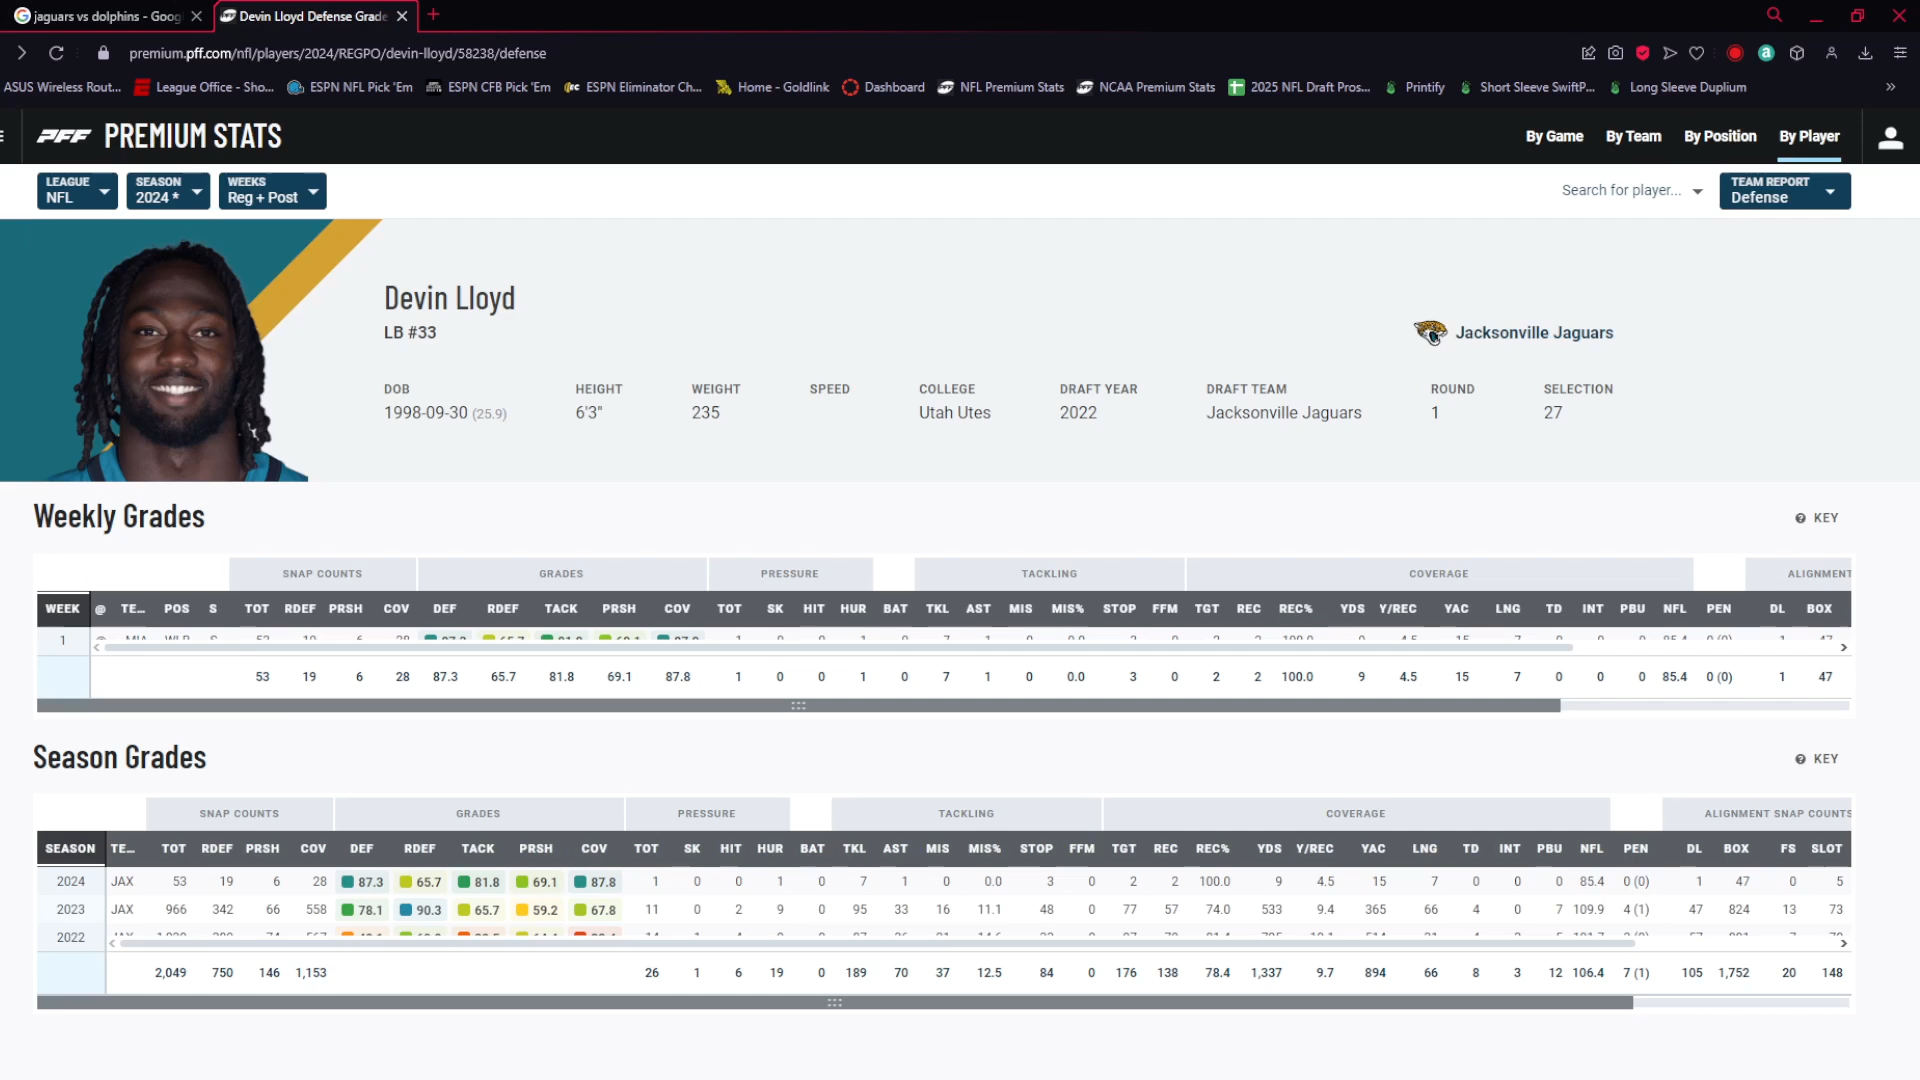 jaguars vs dolphins - Goog
Devin Lloyd Defense Grade
premium.pff.com/nfl/players/2024/REGPO/devin-lloyd/58238/defense
ASUS Wireless Rout... League Office - Sho... ESPN NFL Pick 'Em ESPN CFB Pick 'Em ESPN Eliminator Ch... Home - Goldlink Dashboard NFL Premium Stats NCAA Premium Stats 2025 NFL Draft Pros... Printify Short Sleeve SwiftP... Long Sleeve Duplium
PFF PREMIUM STATS By Game By Team By Position By Player
LEAGUE NFL SEASON 2024 * WEEKS Reg + Post Search for player... TEAM REPORT Defense
Devin Lloyd
LB #33
Jacksonville Jaguars
DOB HEIGHT WEIGHT SPEED COLLEGE DRAFT YEAR DRAFT TEAM ROUND SELECTION
1998-09-30 (25.9) 6'3" 235 Utah Utes 2022 Jacksonville Jaguars 1 27
Weekly Grades KEY
SNAP COUNTS GRADES PRESSURE TACKLING COVERAGE ALIGNMENT
WEEK @ TE... POS S TOT RDEF PRSH COV DEF RDEF TACK PRSH COV TOT SK HIT HUR BAT TKL AST MIS MIS% STOP FFM TGT REC REC% YDS Y/REC YAC LNG TD INT PBU NFL PEN DL BOX
1
53 19 6 28 87.3 65.7 81.8 69.1 87.8 1 0 0 1 0 7 1 0 0.0 3 0 2 2 100.0 9 4.5 15 7 0 0 0 85.4 0 (0) 1 47
Season Grades KEY
SNAP COUNTS GRADES PRESSURE TACKLING COVERAGE ALIGNMENT SNAP COUNTS
SEASON TE... TOT RDEF PRSH COV DEF RDEF TACK PRSH COV TOT SK HIT HUR BAT TKL AST MIS MIS% STOP FFM TGT REC REC% YDS Y/REC YAC LNG TD INT PBU NFL PEN DL BOX FS SLOT
2024 JAX 53 19 6 28 87.3 65.7 81.8 69.1 87.8 1 0 0 1 0 7 1 0 0.0 3 0 2 2 100.0 9 4.5 15 7 0 0 0 85.4 0 (0) 1 47 0 5
2023 JAX 966 342 66 558 78.1 90.3 65.7 59.2 67.8 11 0 2 9 0 95 33 16 11.1 48 0 77 57 74.0 533 9.4 365 66 4 0 7 109.9 4 (1) 47 824 13 73
2022
2,049 750 146 1,153 26 1 6 19 0 189 70 37 12.5 84 0 176 138 78.4 1,337 9.7 894 66 8 3 12 106.4 7 (1) 105 1,752 20 148